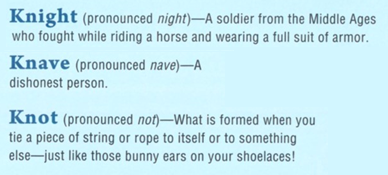 Knight (pronounced night)—A soldier from the Middle Ages
who fought while riding a horse and wearing a full suit of armor.
Knave (pronounced nave)—A
dishonest person.
Knot (pronounced not)—What is formed when you
tie a piece of string or rope to itself or to something
else—just like those bunny ears on your shoelaces!